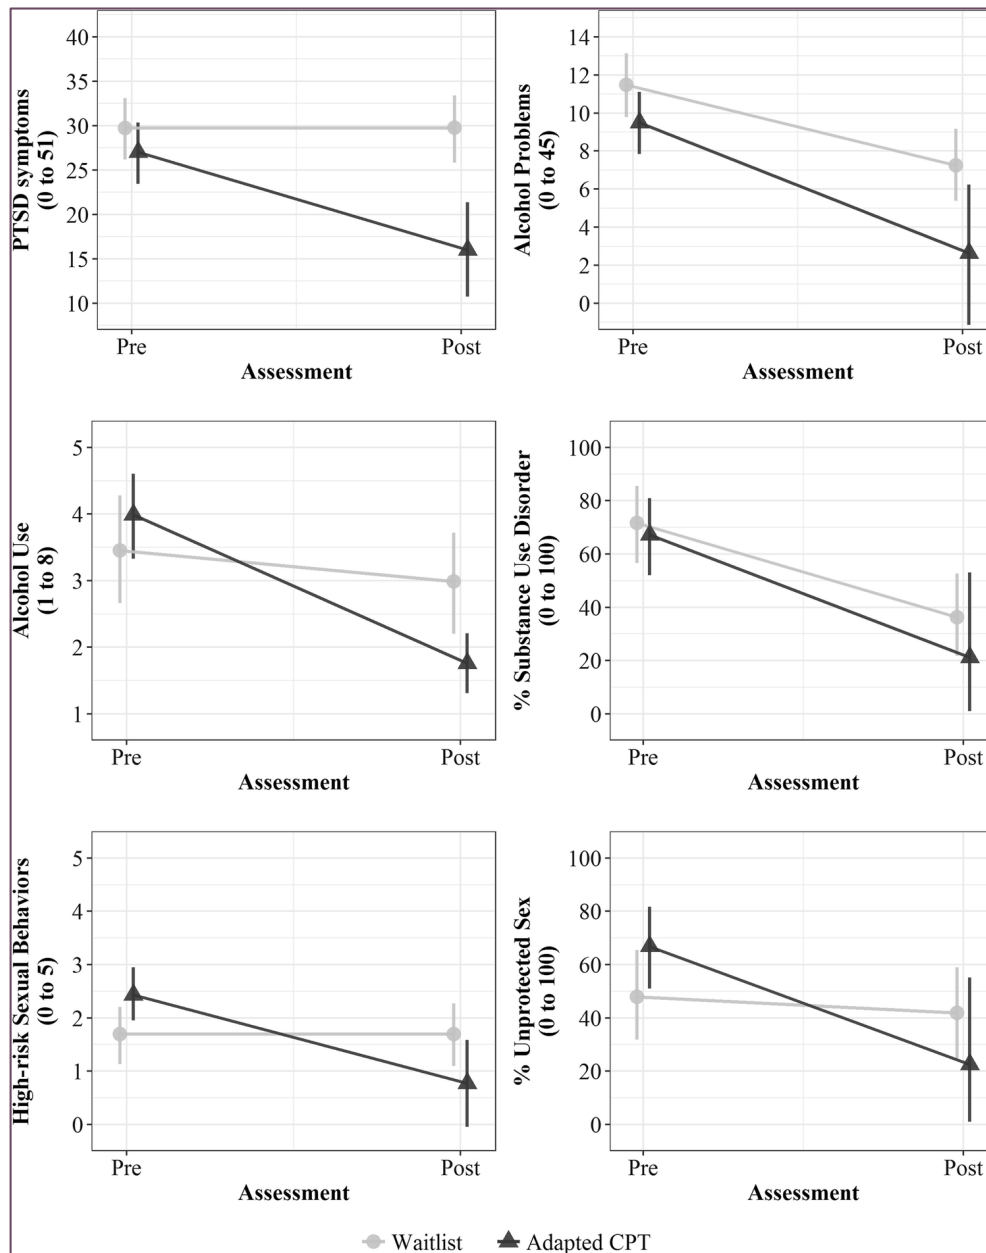 PTSD symptoms
(0 to 51)
40
35
30
25
20
15
10
Pre
Post
Assessment
Alcohol Problems
(0 to 45)
14
12
10
8
6
4
2
0
Pre
Post
Assessment
Alcohol Use
(1 to 8)
5
4
3
2
1
Pre
Post
Assessment
% Substance Use Disorder
(0 to 100)
100
80
60
40
20
0
Pre
Post
Assessment
High-risk Sexual Behaviors
(0 to 5)
5
4
3
2
1
0
Pre
Post
Assessment
% Unprotected Sex
(0 to 100)
100
80
60
40
20
0
Pre
Post
Assessment
Waitlist
Adapted CPT